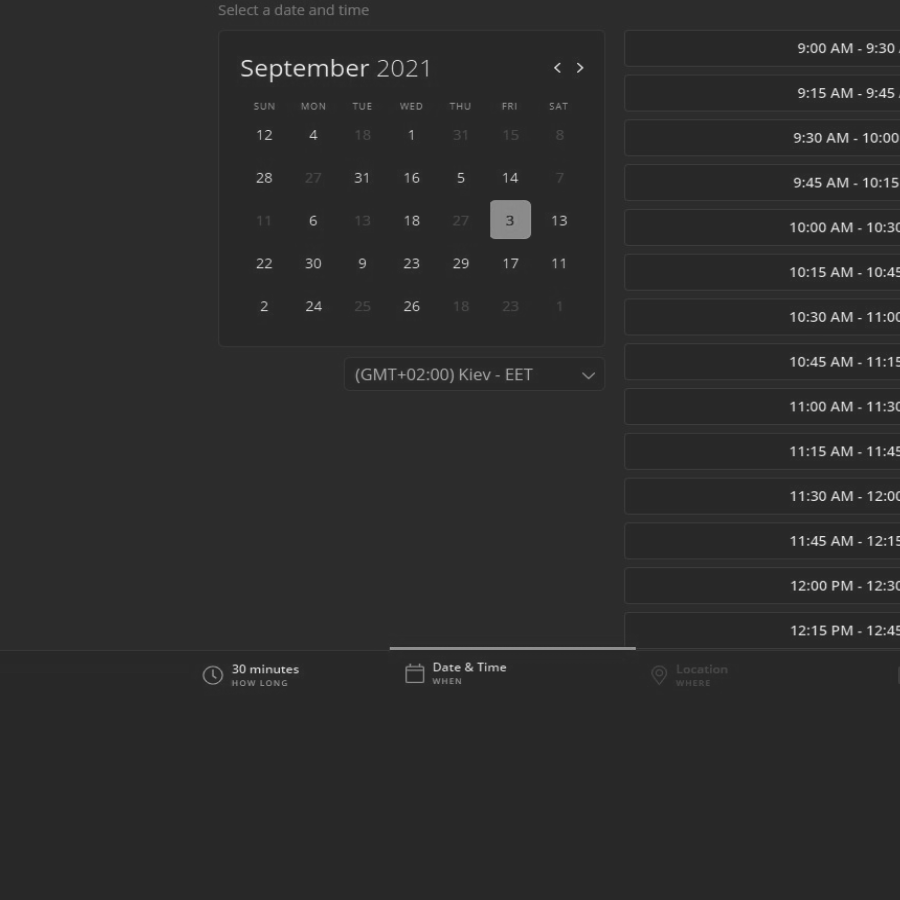 Select a date and time
September 2021
SUN MON TUE WED THU FRI SAT
12 4 18 1 31 15 8
28 27 31 16 5 14 7
11 6 13 18 27 3 13
22 30 9 23 29 17 11
2 24 25 26 18 23 1
(GMT+02:00) Kiev - EET
9:00 AM - 9:30
9:15 AM - 9:45
9:30 AM - 10:00
9:45 AM - 10:15
10:00 AM - 10:30
10:15 AM - 10:45
10:30 AM - 11:00
10:45 AM - 11:15
11:00 AM - 11:30
11:15 AM - 11:45
11:30 AM - 12:00
11:45 AM - 12:15
12:00 PM - 12:30
12:15 PM - 12:45
30 minutes
HOW LONG
Date & Time
WHEN
Location
WHERE